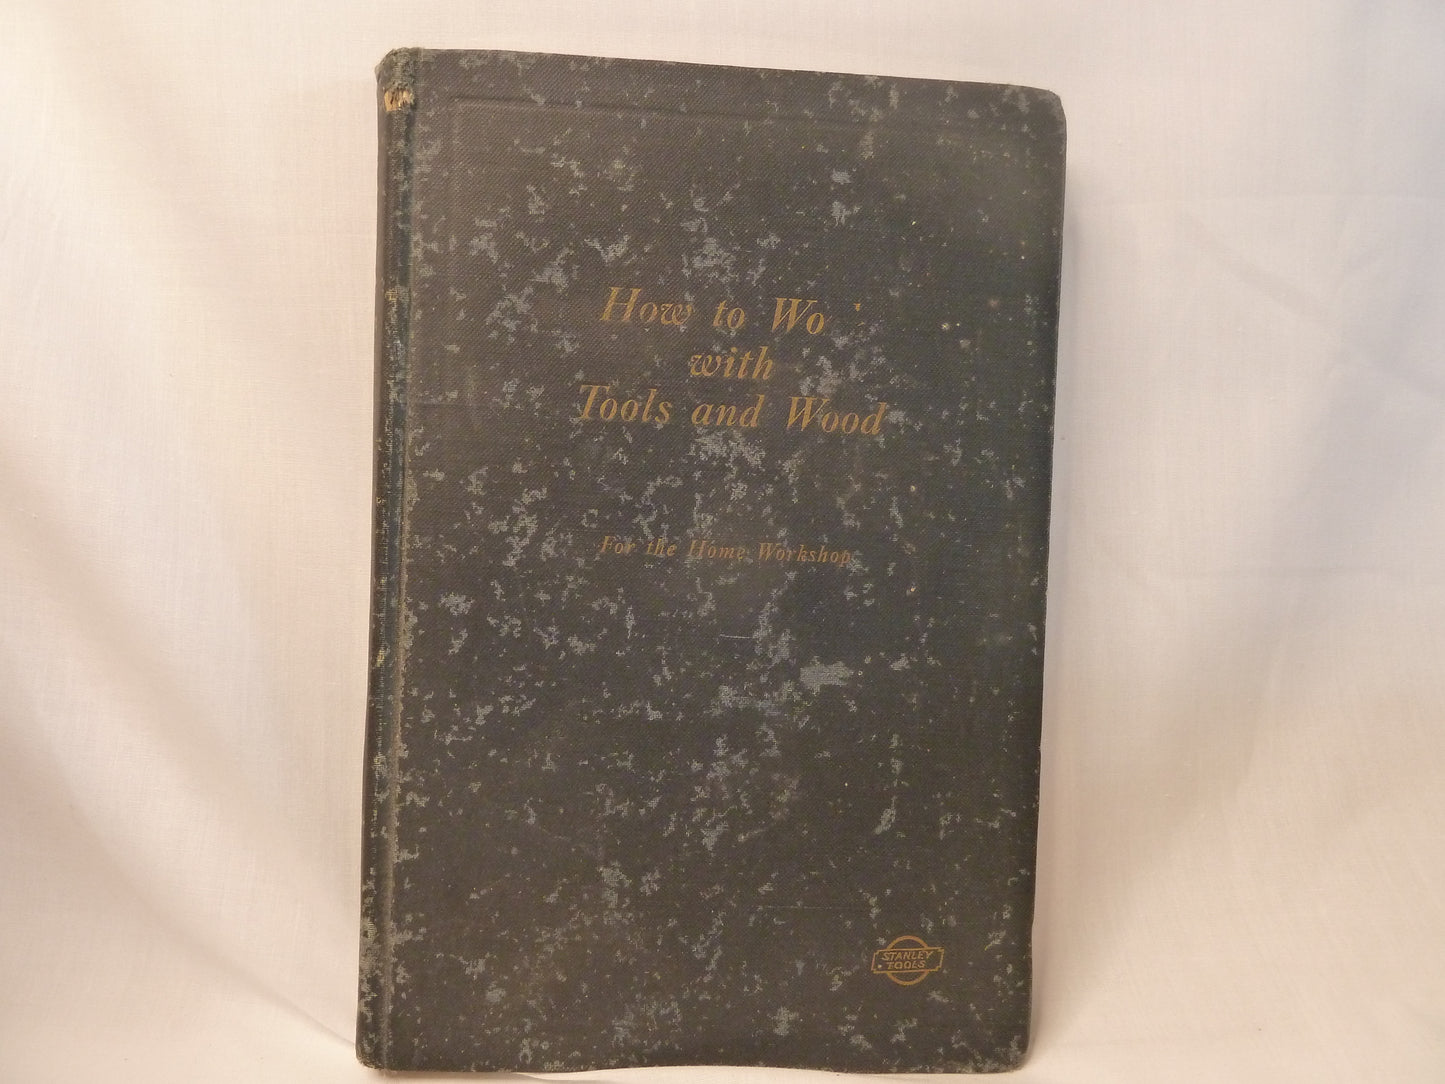 How to Wo
with
Tools and Wood
For the Home Workshop
STANLEY
TOOLS